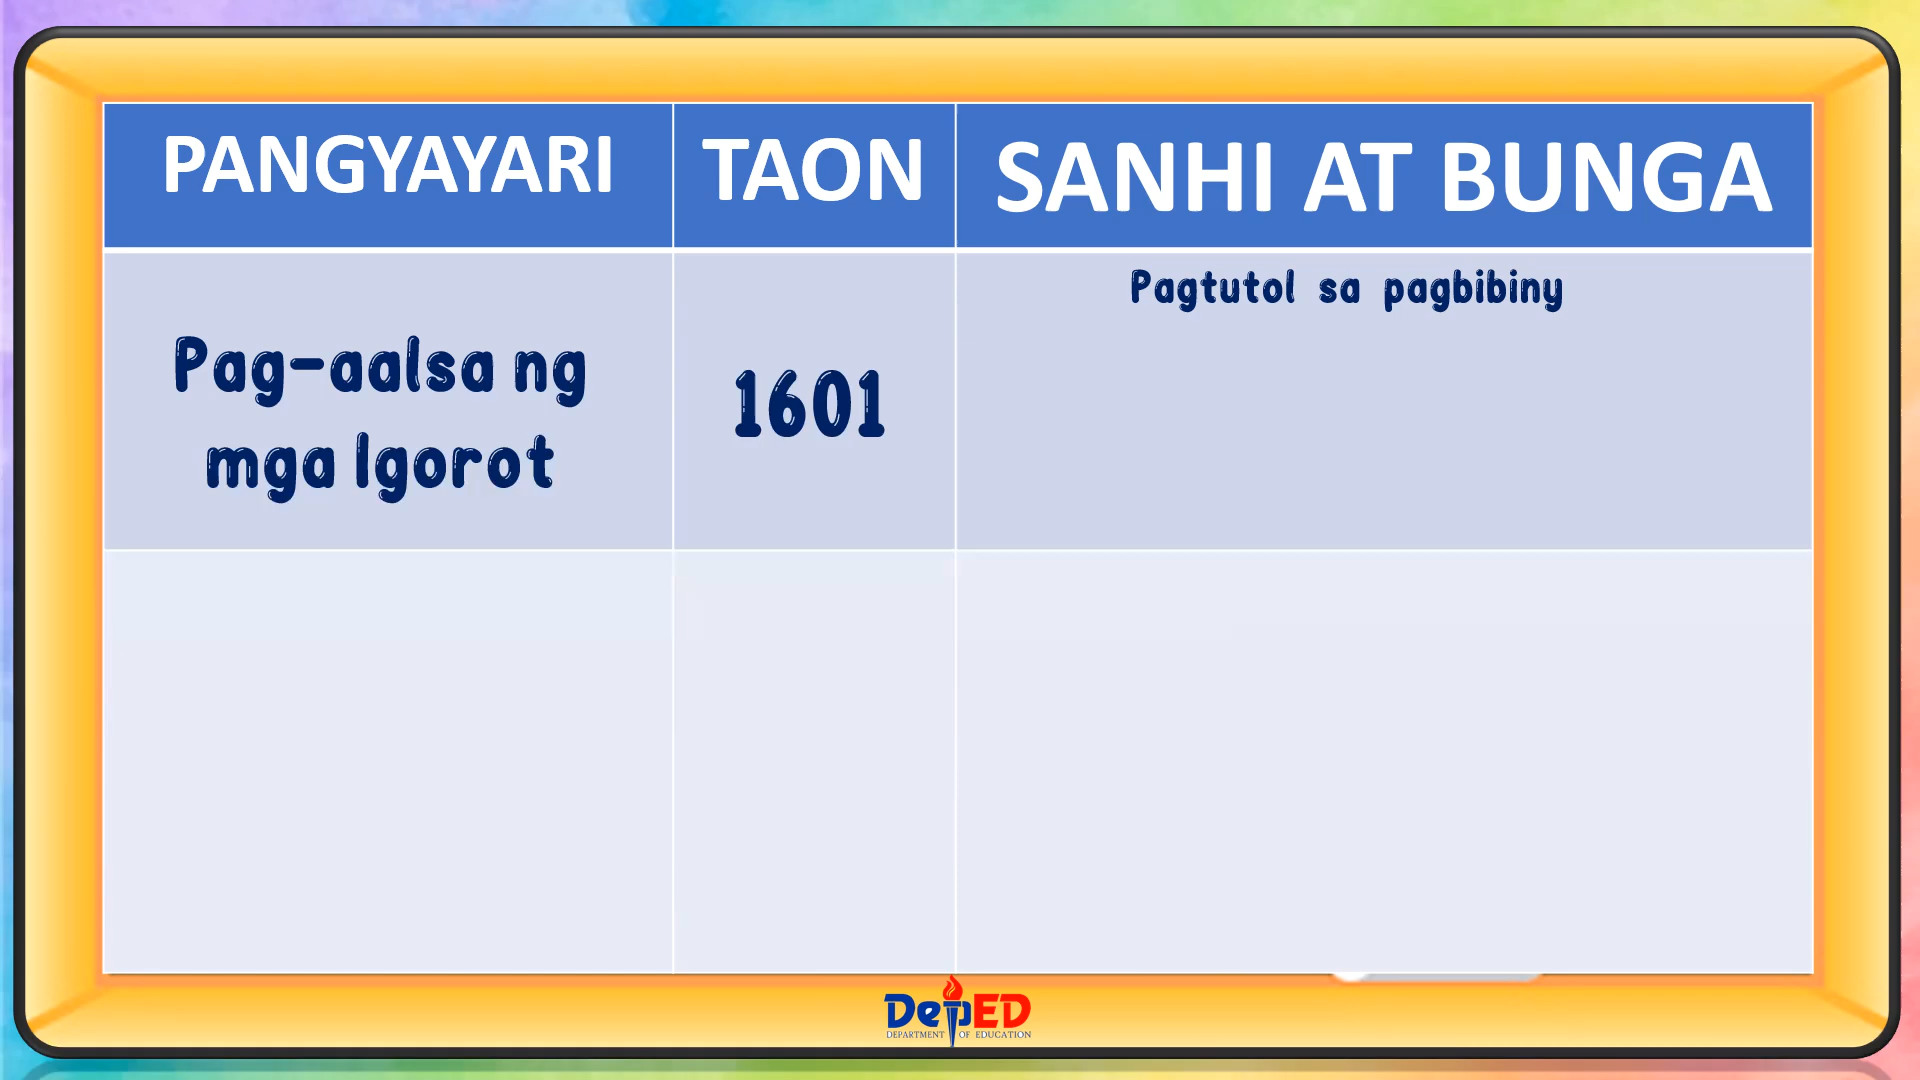 PANGYAYARI
TAON
SANHI AT BUNGA
Pag-aalsa ng
mga Igorot
1601
Pagtutol sa pagbibiny
DepED
DEPARTMENT OF EDUCATION